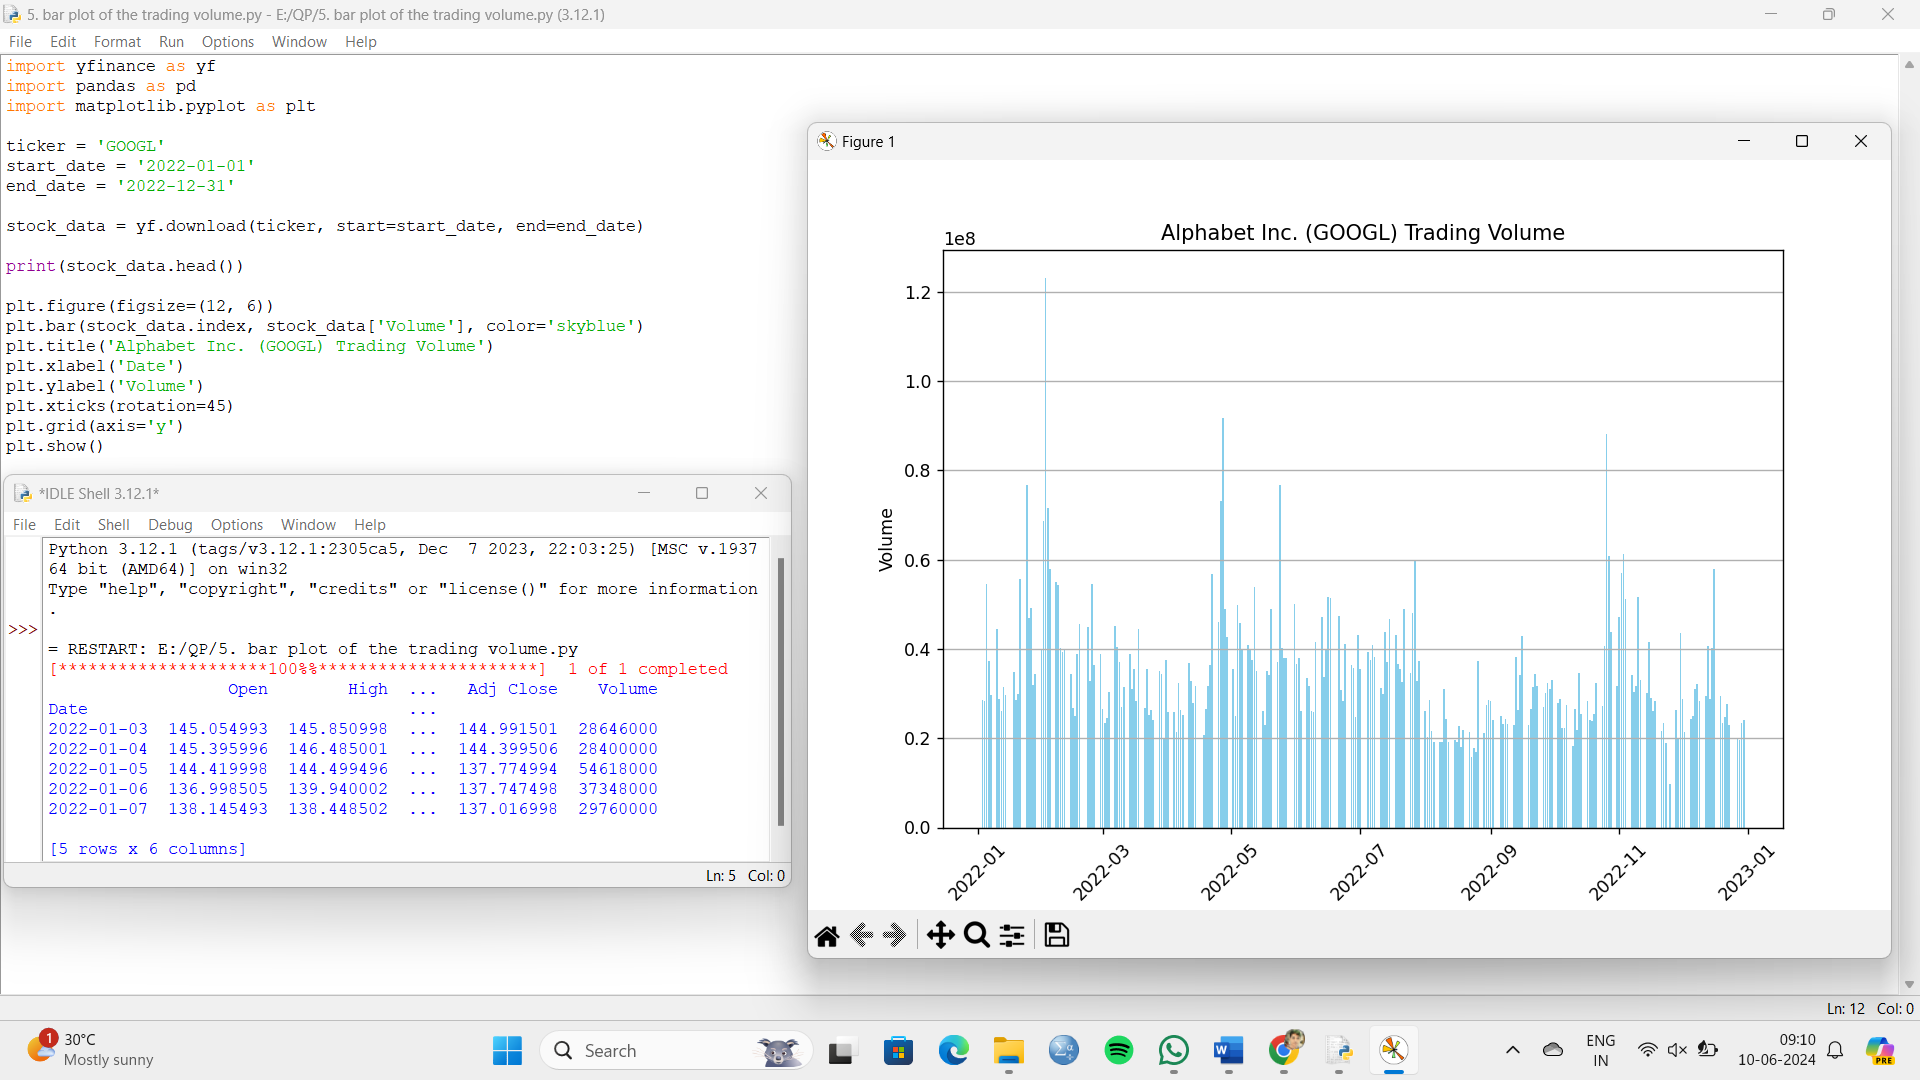 5. bar plot of the trading volume.py - E:/QP/5. bar plot of the trading volume.py (3.12.1)
File Edit Format Run Options Window Help
import yfinance as yf
import pandas as pd
import matplotlib.pyplot as plt
ticker = 'GOOGL'
start_date = '2022-01-01'
end_date = '2022-12-31'
stock_data = yf.download(ticker, start=start_date, end=end_date)
print(stock_data.head())
plt.figure(figsize=(12, 6))
plt.bar(stock_data.index, stock_data['Volume'], color='skyblue')
plt.title('Alphabet Inc. (GOOGL) Trading Volume')
plt.xlabel('Date')
plt.ylabel('Volume')
plt.xticks(rotation=45)
plt.grid(axis='y')
plt.show()
*IDLE Shell 3.12.1*
File Edit Shell Debug Options Window Help
Python 3.12.1 (tags/v3.12.1:2305ca5, Dec  7 2023, 22:03:25) [MSC v.1937
64 bit (AMD64)] on win32
Type "help", "copyright", "credits" or "license()" for more information
.
>>>
= RESTART: E:/QP/5. bar plot of the trading volume.py
[*********************100%%**********************]  1 of 1 completed
Open High ... Adj Close Volume
Date ...
2022-01-03 145.054993 145.850998 ... 144.991501 28646000
2022-01-04 145.395996 146.485001 ... 144.399506 28400000
2022-01-05 144.419998 144.499496 ... 137.774994 54618000
2022-01-06 136.998505 139.940002 ... 137.747498 37348000
2022-01-07 138.145493 138.448502 ... 137.016998 29760000
[5 rows x 6 columns]
Ln: 5 Col: 0
Figure 1
Alphabet Inc. (GOOGL) Trading Volume
1e8
1.2
1.0
0.8
0.6
0.4
0.2
0.0
Volume
2022-01
2022-03
2022-05
2022-07
2022-09
2022-11
2023-01
Ln: 12 Col: 0
1
30°C
Mostly sunny
Search
ENG
IN
09:10
10-06-2024
PRE